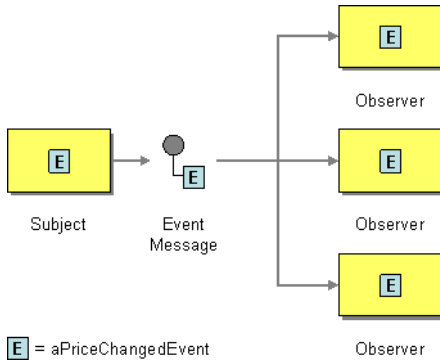 E
Observer
E
E
E
Subject
Event
Message
Observer
E
E = aPriceChangedEvent
Observer